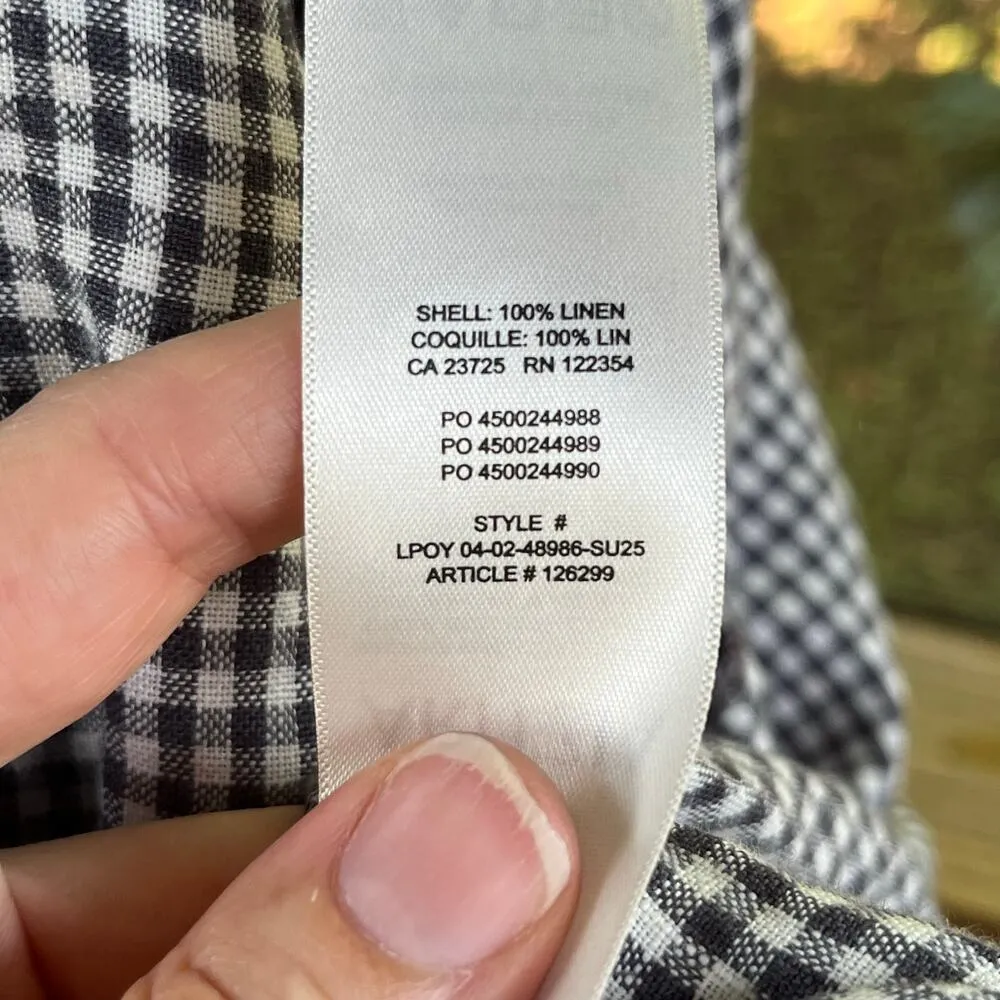 SHELL: 100% LINEN
COQUILLE: 100% LIN
CA 23725 RN 122354
PO 4500244988
PO 4500244989
PO 4500244990
STYLE #
LPOY 04-02-48986-SU25
ARTICLE # 126299